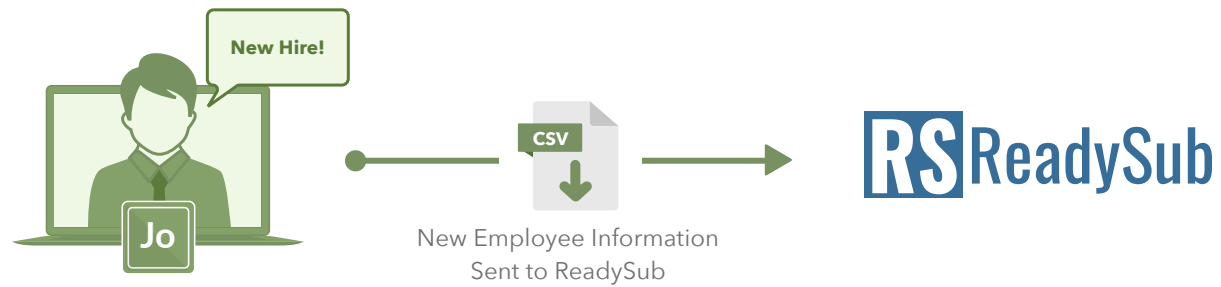 New Hire!
Jo
CSV
New Employee Information
Sent to ReadySub
RS ReadySub